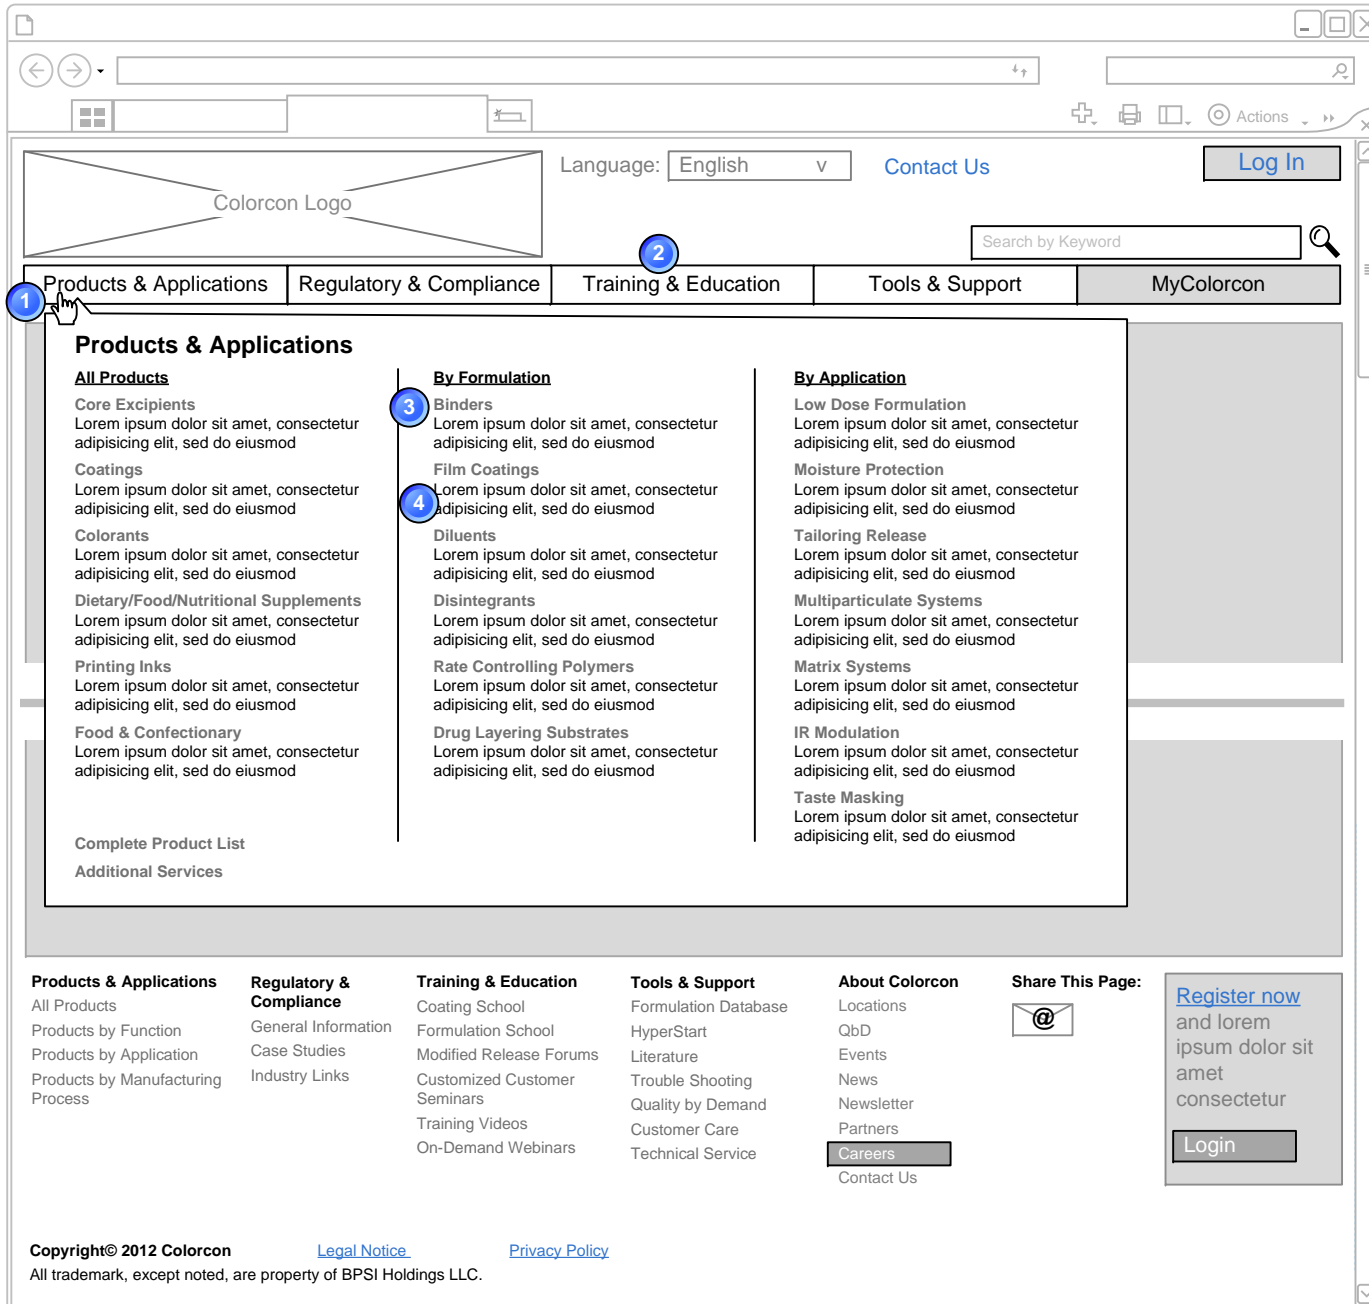 Actions
Language: English v Contact Us Log In
Colorcon Logo
Search by Keyword
2
Products & Applications Regulatory & Compliance Training & Education Tools & Support MyColorcon
1
Products & Applications
All Products
Core Excipients
Lorem ipsum dolor sit amet, consectetur
adipisicing elit, sed do eiusmod
Coatings
Lorem ipsum dolor sit amet, consectetur
adipisicing elit, sed do eiusmod
Colorants
Lorem ipsum dolor sit amet, consectetur
adipisicing elit, sed do eiusmod
Dietary/Food/Nutritional Supplements
Lorem ipsum dolor sit amet, consectetur
adipisicing elit, sed do eiusmod
Printing Inks
Lorem ipsum dolor sit amet, consectetur
adipisicing elit, sed do eiusmod
Food & Confectionary
Lorem ipsum dolor sit amet, consectetur
adipisicing elit, sed do eiusmod
Complete Product List
Additional Services
By Formulation
3
Binders
Lorem ipsum dolor sit amet, consectetur
adipisicing elit, sed do eiusmod
Film Coatings
Lorem ipsum dolor sit amet, consectetur
4
adipisicing elit, sed do eiusmod
Diluents
Lorem ipsum dolor sit amet, consectetur
adipisicing elit, sed do eiusmod
Disintegrants
Lorem ipsum dolor sit amet, consectetur
adipisicing elit, sed do eiusmod
Rate Controlling Polymers
Lorem ipsum dolor sit amet, consectetur
adipisicing elit, sed do eiusmod
Drug Layering Substrates
Lorem ipsum dolor sit amet, consectetur
adipisicing elit, sed do eiusmod
By Application
Low Dose Formulation
Lorem ipsum dolor sit amet, consectetur
adipisicing elit, sed do eiusmod
Moisture Protection
Lorem ipsum dolor sit amet, consectetur
adipisicing elit, sed do eiusmod
Tailoring Release
Lorem ipsum dolor sit amet, consectetur
adipisicing elit, sed do eiusmod
Multiparticulate Systems
Lorem ipsum dolor sit amet, consectetur
adipisicing elit, sed do eiusmod
Matrix Systems
Lorem ipsum dolor sit amet, consectetur
adipisicing elit, sed do eiusmod
IR Modulation
Lorem ipsum dolor sit amet, consectetur
adipisicing elit, sed do eiusmod
Taste Masking
Lorem ipsum dolor sit amet, consectetur
adipisicing elit, sed do eiusmod
Products & Applications
All Products
Products by Function
Products by Application
Products by Manufacturing
Process
Regulatory &
Compliance
General Information
Case Studies
Industry Links
Training & Education
Coating School
Formulation School
Modified Release Forums
Customized Customer
Seminars
Training Videos
On-Demand Webinars
Tools & Support
Formulation Database
HyperStart
Literature
Trouble Shooting
Quality by Demand
Customer Care
Technical Service
About Colorcon
Locations
QbD
Events
News
Newsletter
Partners
Careers
Contact Us
Share This Page:
@
Register now
and lorem
ipsum dolor sit
amet
consectetur
Login
Copyright© 2012 Colorcon Legal Notice Privacy Policy
All trademark, except noted, are property of BPSI Holdings LLC.